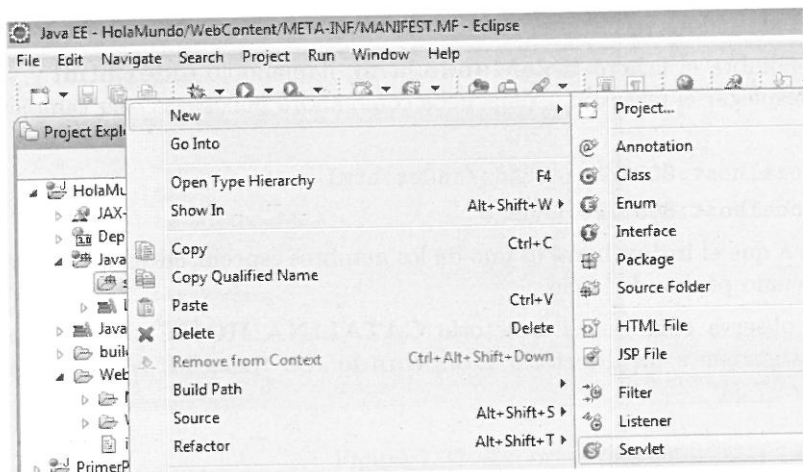 Java EE - HolaMundo/WebContent/META-INF/MANIFEST.MF - Eclipse
File Edit Navigate Search Project Run Window Help
Project Expl
HolaMu
JAX-
Dep
Java
s
Java
buil
Web
i
PrimerP
New
Go Into
Open Type Hierarchy F4
Show In Alt+Shift+W
Copy Ctrl+C
Copy Qualified Name
Paste Ctrl+V
Delete Delete
Remove from Context Ctrl+Alt+Shift+Down
Build Path
Source Alt+Shift+S
Refactor Alt+Shift+T
Project...
Annotation
Class
Enum
Interface
Package
Source Folder
HTML File
JSP File
Filter
Listener
Servlet